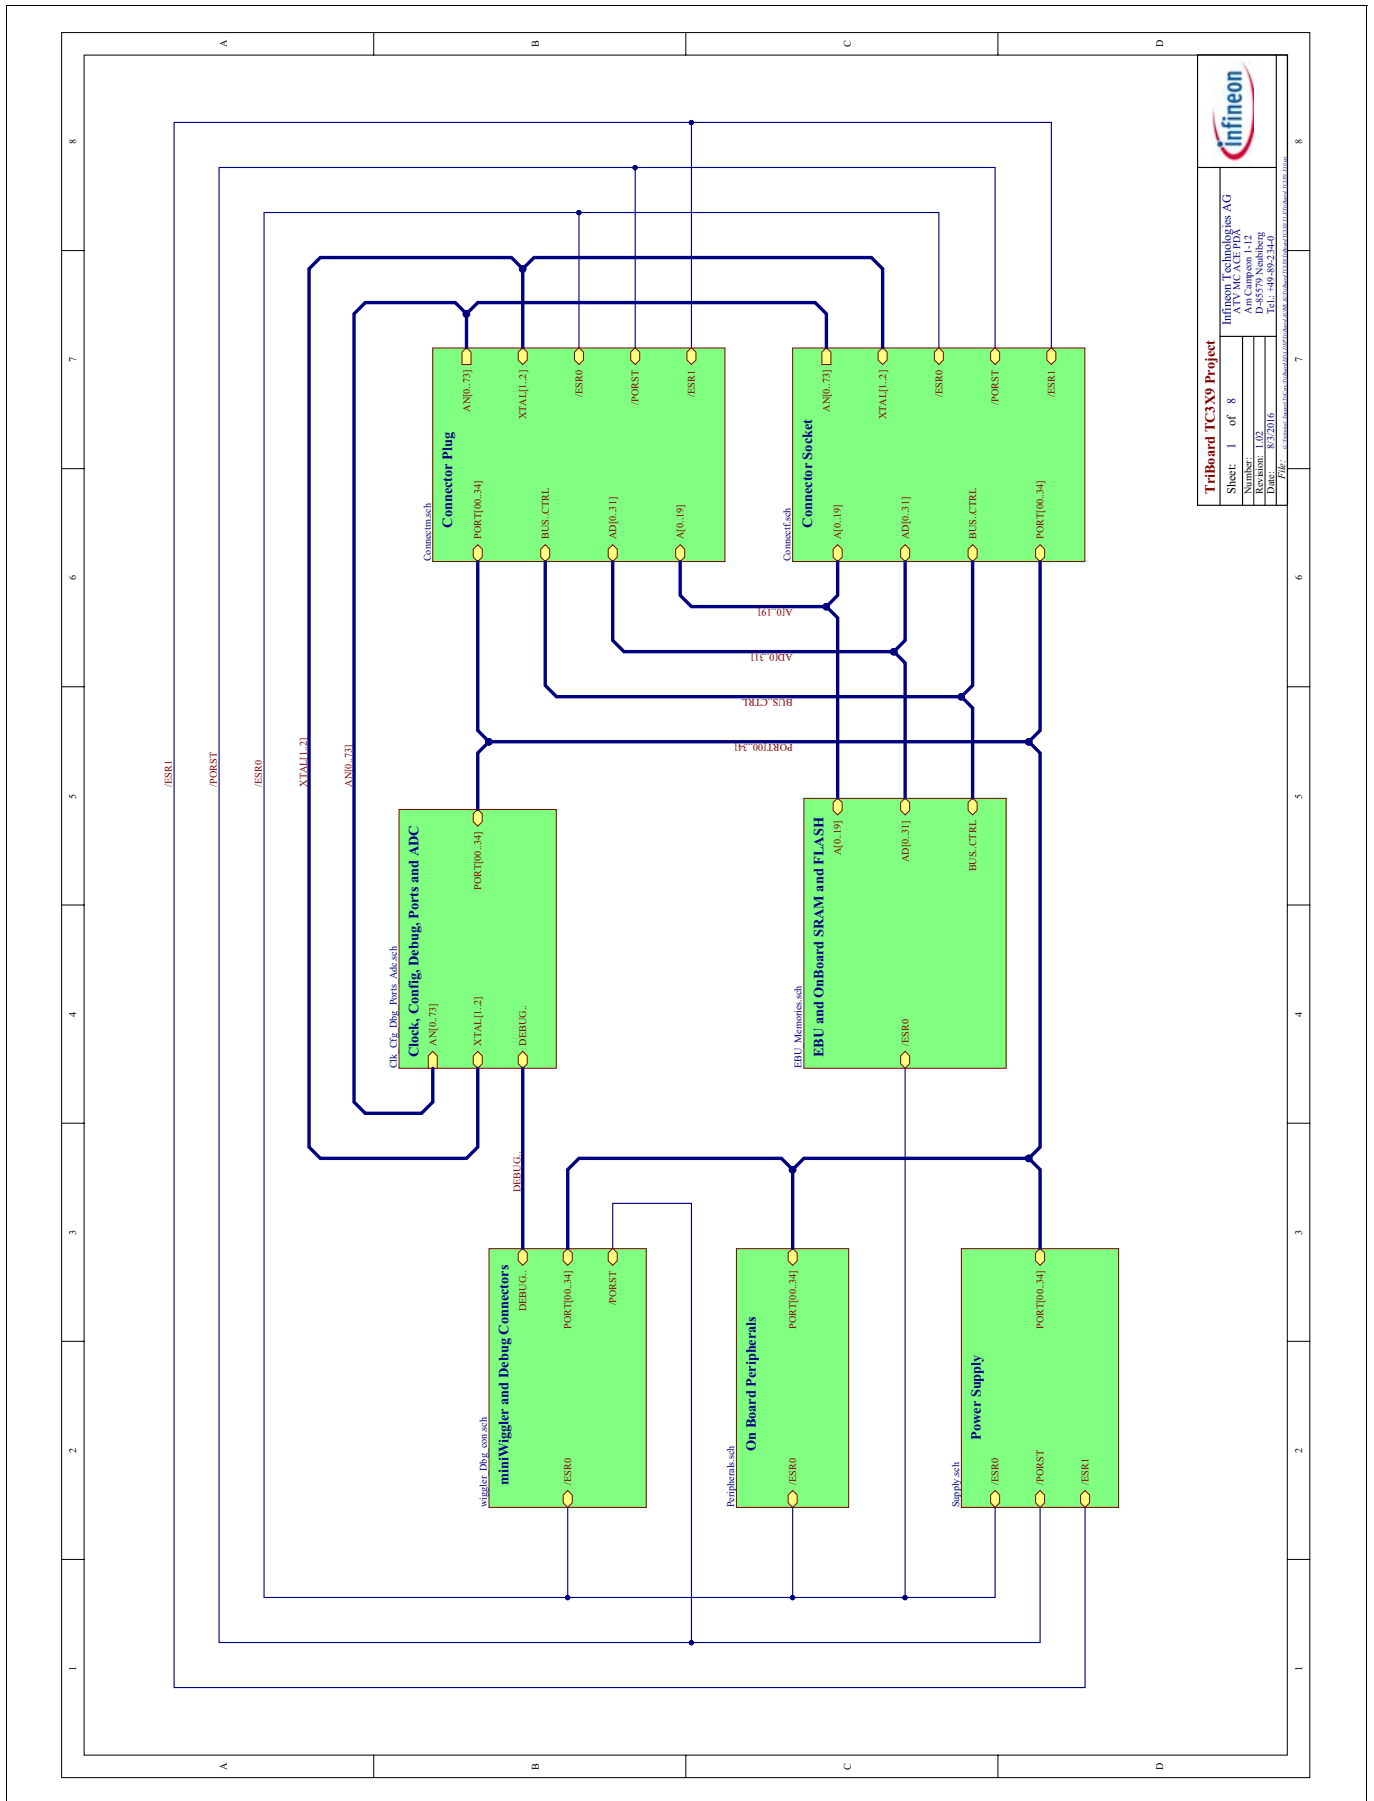 /ESR1
/PORST
/ESR0
XTAL[1..2]
AN[0..73]
wiggler_Dbg_con.sch
miniWiggler and Debug Connectors
/ESR0
DEBUG..
PORT[00..34]
/PORST
DEBUG..
Clk_Cfg_Dbg_Ports_Adc.sch
Clock, Config, Debug, Ports and ADC
AN[0..73]
XTAL[1..2]
DEBUG..
PORT[00..34]
Connectm.sch
Connector Plug
PORT[00..34]
BUS..CTRL
AD[0..31]
A[0..19]
AN[0..73]
XTAL[1..2]
/ESR0
/PORST
/ESR1
Peripherals.sch
On Board Peripherals
/ESR0
PORT[00..34]
PORT[00..34]
BUS..CTRL
AD[0..31]
A[0..19]
EBU_Memories.sch
EBU and OnBoard SRAM and FLASH
/ESR0
A[0..19]
AD[0..31]
BUS..CTRL
Connectf.sch
Connector Socket
A[0..19]
AD[0..31]
BUS..CTRL
PORT[00..34]
AN[0..73]
XTAL[1..2]
/ESR0
/PORST
/ESR1
Supply.sch
Power Supply
/ESR0
/PORST
/ESR1
PORT[00..34]
TriBoard TC3X9 Project
Sheet: 1 of 8
Number:
Revision: 1.02
Date: 8/3/2016
File:
Infineon Technologies AG
ATV MC ACE PDA
Am Campeon 1-12
D-85579 Neubiberg
Tel.: +49-89-234-0
infineon
1 2 3 4 5 6 7 8
1 2 3 4 5 6 7 8
A B C D
A B C D